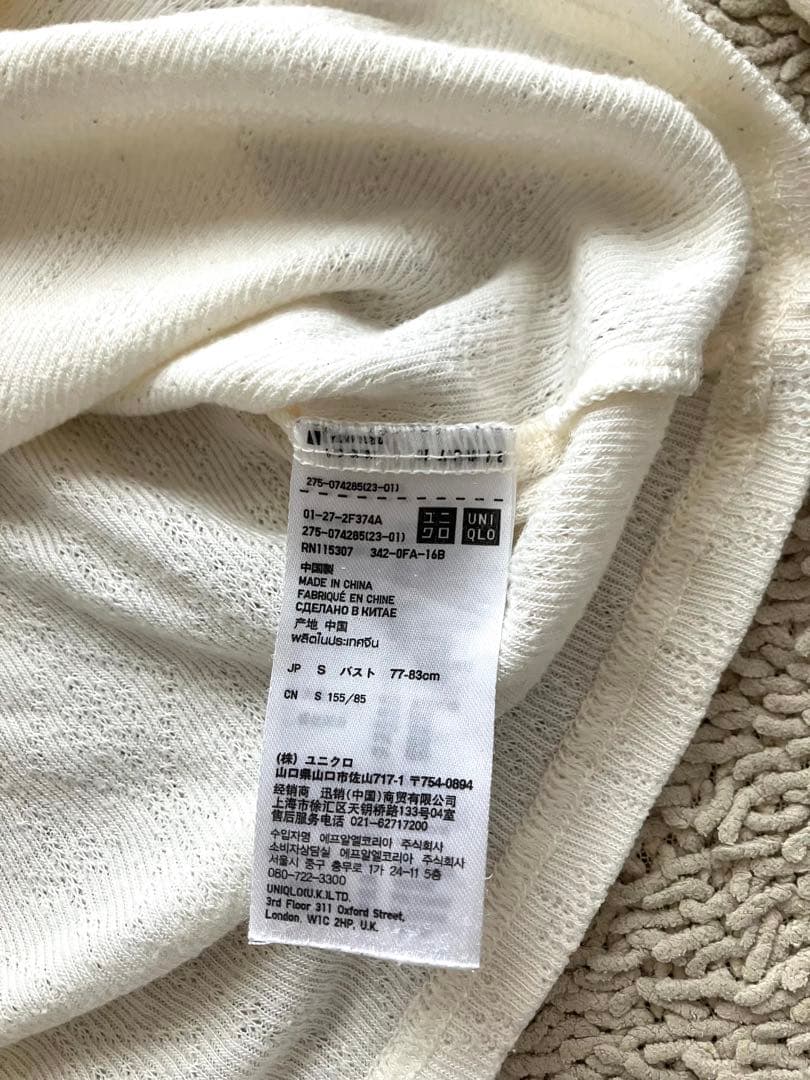 275-074285(23-01)
01-27-2F374A
ユニ
クロ
UNI
QLO
275-074285(23-01)
RN115307 342-0FA-16B
中国製
MADE IN CHINA
FABRIQUÉ EN CHINE
СДЕЛАНО В КИТАЕ
产地 中国
ผลิตในประเทศจีน
JP S バスト 77-83cm
CN S 155/85
(株) ユニクロ
山口県山口市佐山717-1 〒754-0894
经销商 迅销(中国)商贸有限公司
上海市徐汇区天钥桥路133号04室
售后服务电话 021-62717200
수입자명 에프알엘코리아 주식회사
소비자상담실 에프알엘코리아 주식회사
서울시 중구 충무로 1가 24-11 5층
080-722-3300
UNIQLO(U.K.)LTD.
3rd Floor 311 Oxford Street,
London, W1C 2HP, U.K.